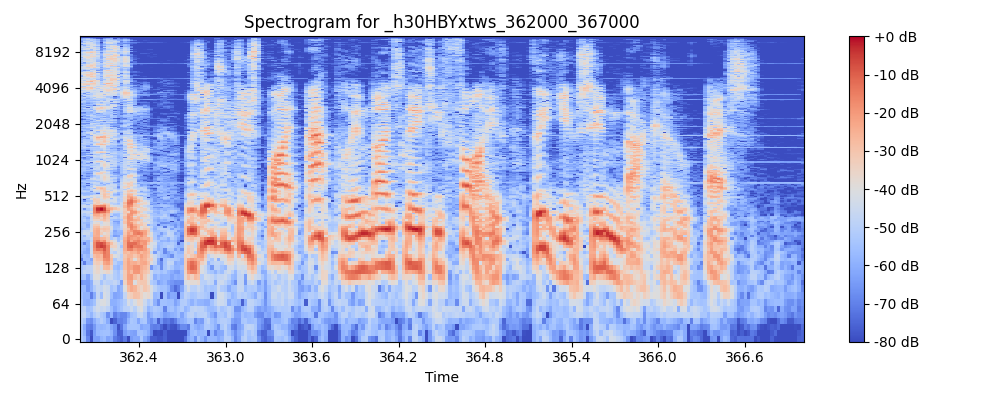 Spectrogram for _h30HBYxtws_362000_367000
Hz
8192
4096
2048
1024
512
256
128
64
0
362.4 363.0 363.6 364.2 364.8 365.4 366.0 366.6
Time
+0 dB
-10 dB
-20 dB
-30 dB
-40 dB
-50 dB
-60 dB
-70 dB
-80 dB